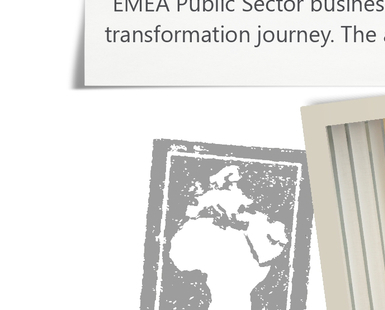 EMEA Public Sector busines
transformation journey. The a